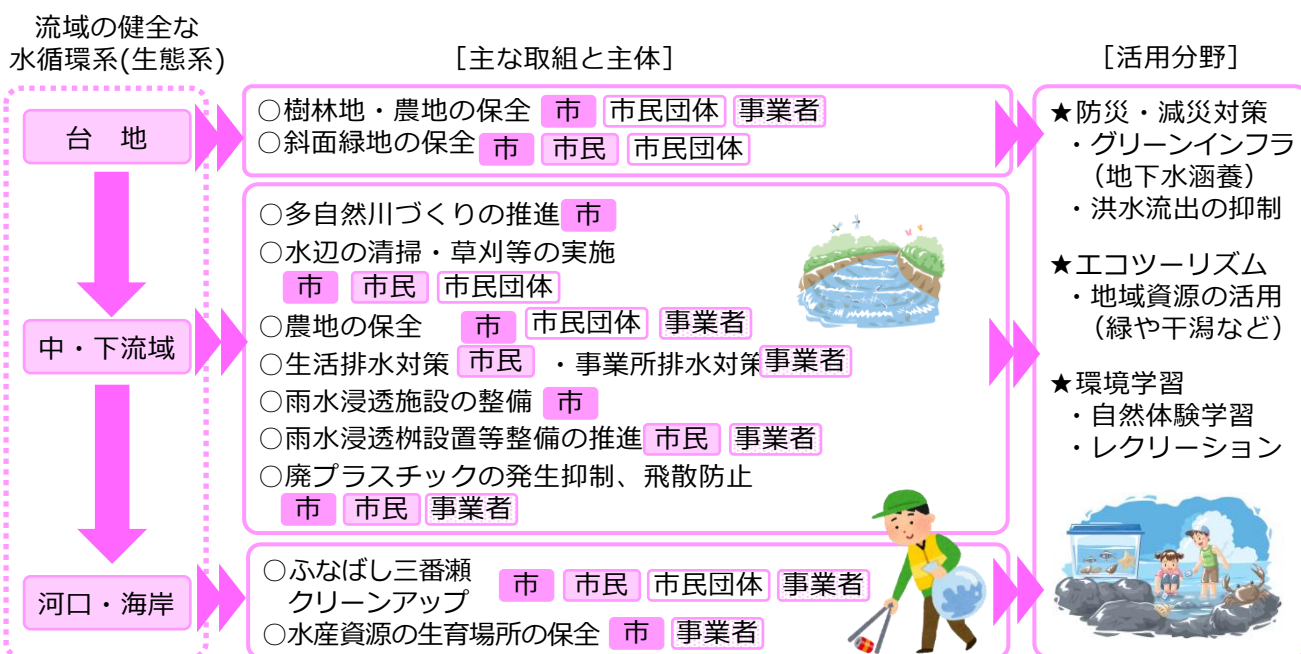 流域の健全な
水循環系(生態系)
［主な取組と主体］
［活用分野］
台　地
○樹林地・農地の保全 市 市民団体 事業者
○斜面緑地の保全 市 市民 市民団体
中・下流域
○多自然川づくりの推進 市
○水辺の清掃・草刈等の実施
市 市民 市民団体
○農地の保全 市 市民団体 事業者
○生活排水対策 市民 ・事業所排水対策 事業者
○雨水浸透施設の整備 市
○雨水浸透桝設置等整備の推進 市民 事業者
○廃プラスチックの発生抑制、飛散防止
市 市民 事業者
河口・海岸
○ふなばし三番瀬
クリーンアップ 市 市民 市民団体 事業者
○水産資源の生育場所の保全 市 事業者
★防災・減災対策
・グリーンインフラ
（地下水涵養）
・洪水流出の抑制
★エコツーリズム
・地域資源の活用
（緑や干潟など）
★環境学習
・自然体験学習
・レクリーション